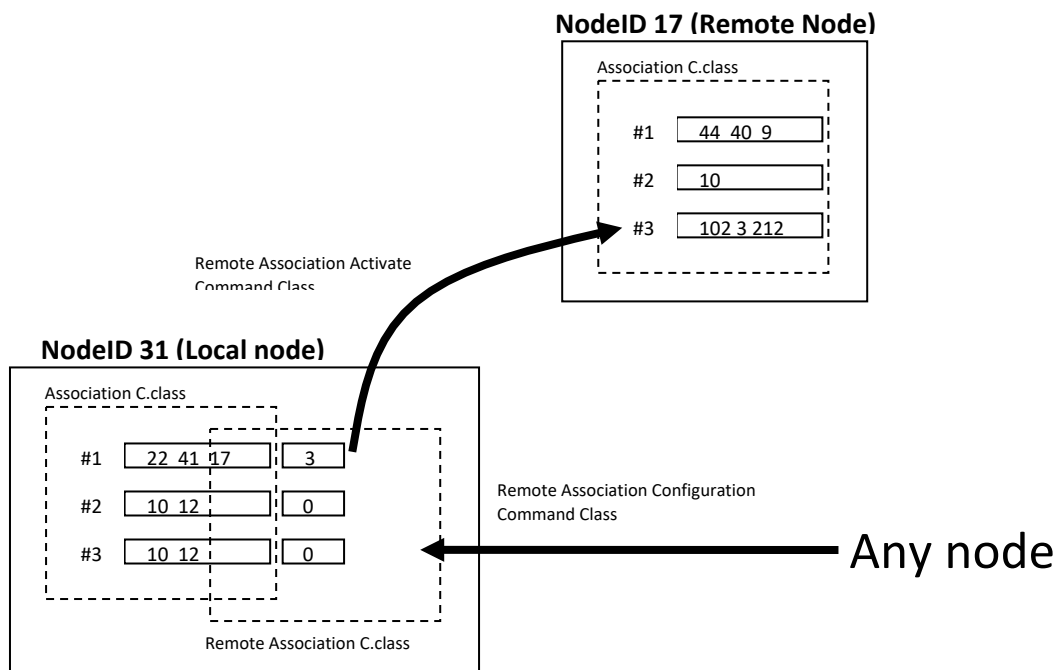 NodeID 17 (Remote Node)
Association C.class
#1 44 40 9
#2 10
#3 102 3 212
Remote Association Activate
Command Class
NodeID 31 (Local node)
Association C.class
#1 22 41 17 3
#2 10 12 0
#3 10 12 0
Remote Association Configuration
Command Class
Any node
Remote Association C.class